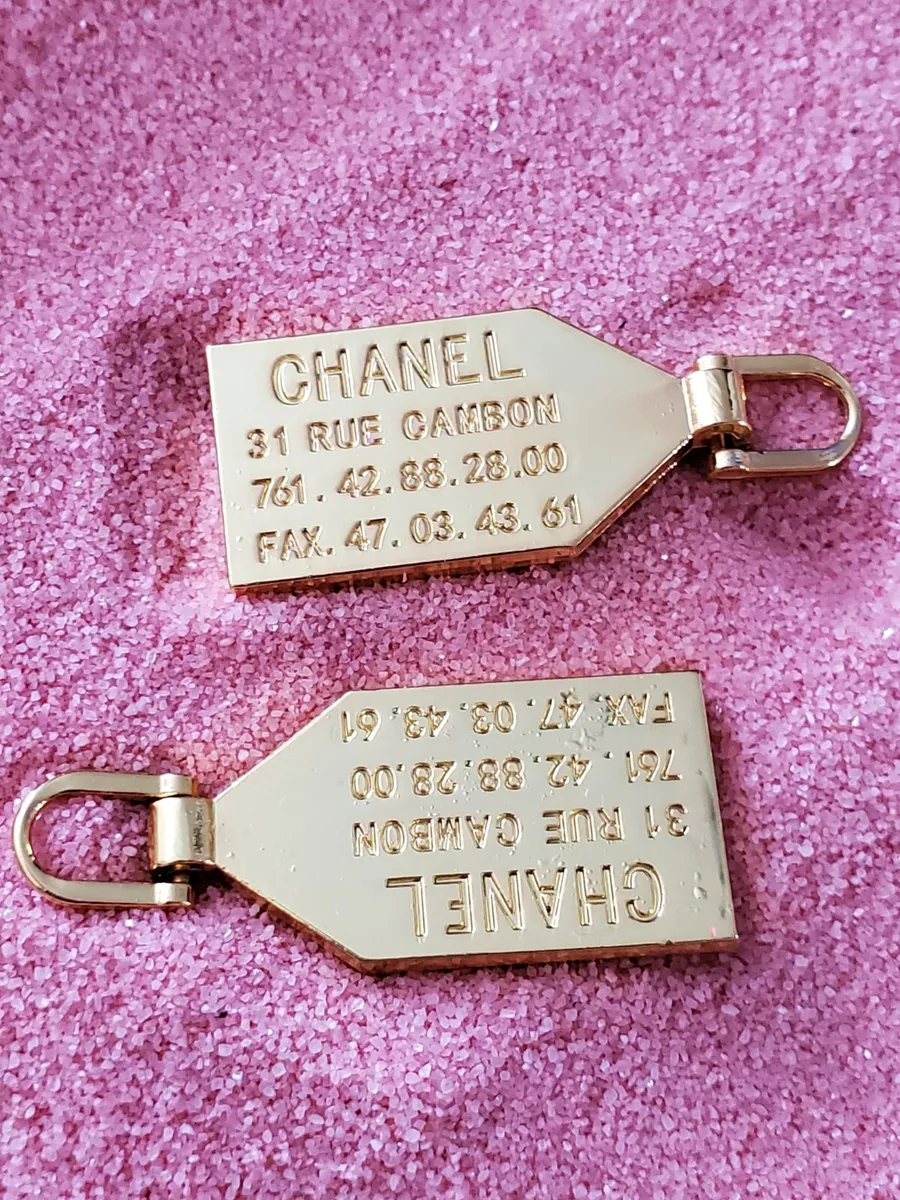 CHANEL
31 RUE CAMBON
761.42.88.28.00
FAX.47.03.43.61
CHANEL
31 RUE CAMBON
761.42.88.28.00
FAX.47.03.43.61